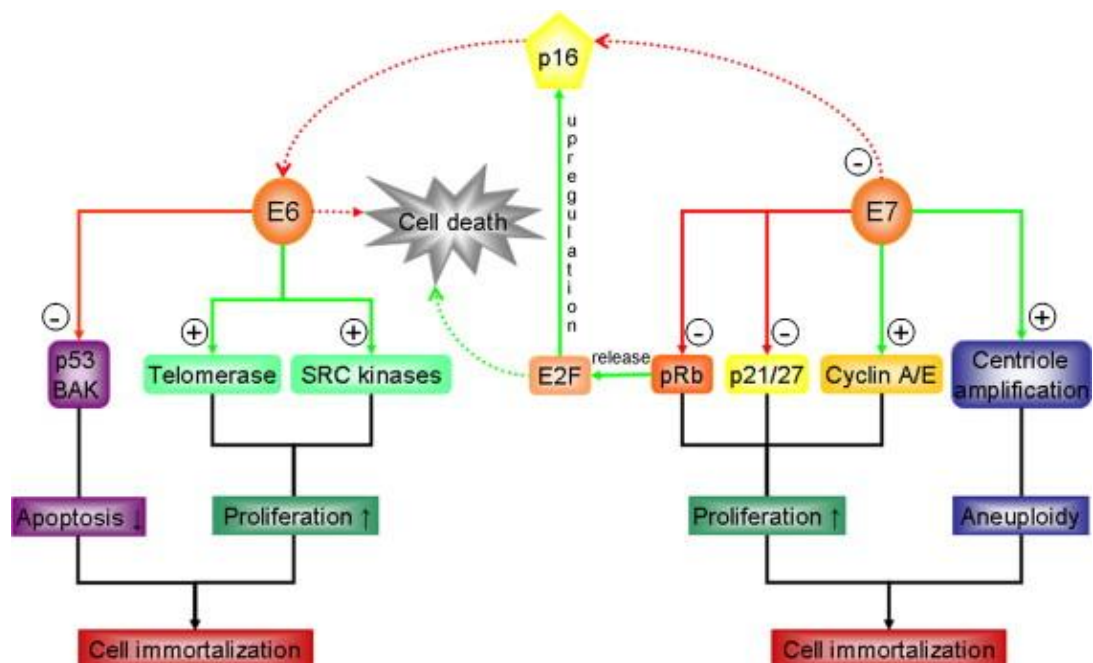 p16
upregulation
E6
Cell death
E7
-
-
+
+
-
-
+
+
p53
BAK
Telomerase
SRC kinases
E2F
release
pRb
p21/27
Cyclin A/E
Centriole
amplification
Apoptosis ↓
Proliferation ↑
Proliferation ↑
Aneuploidy
Cell immortalization
Cell immortalization